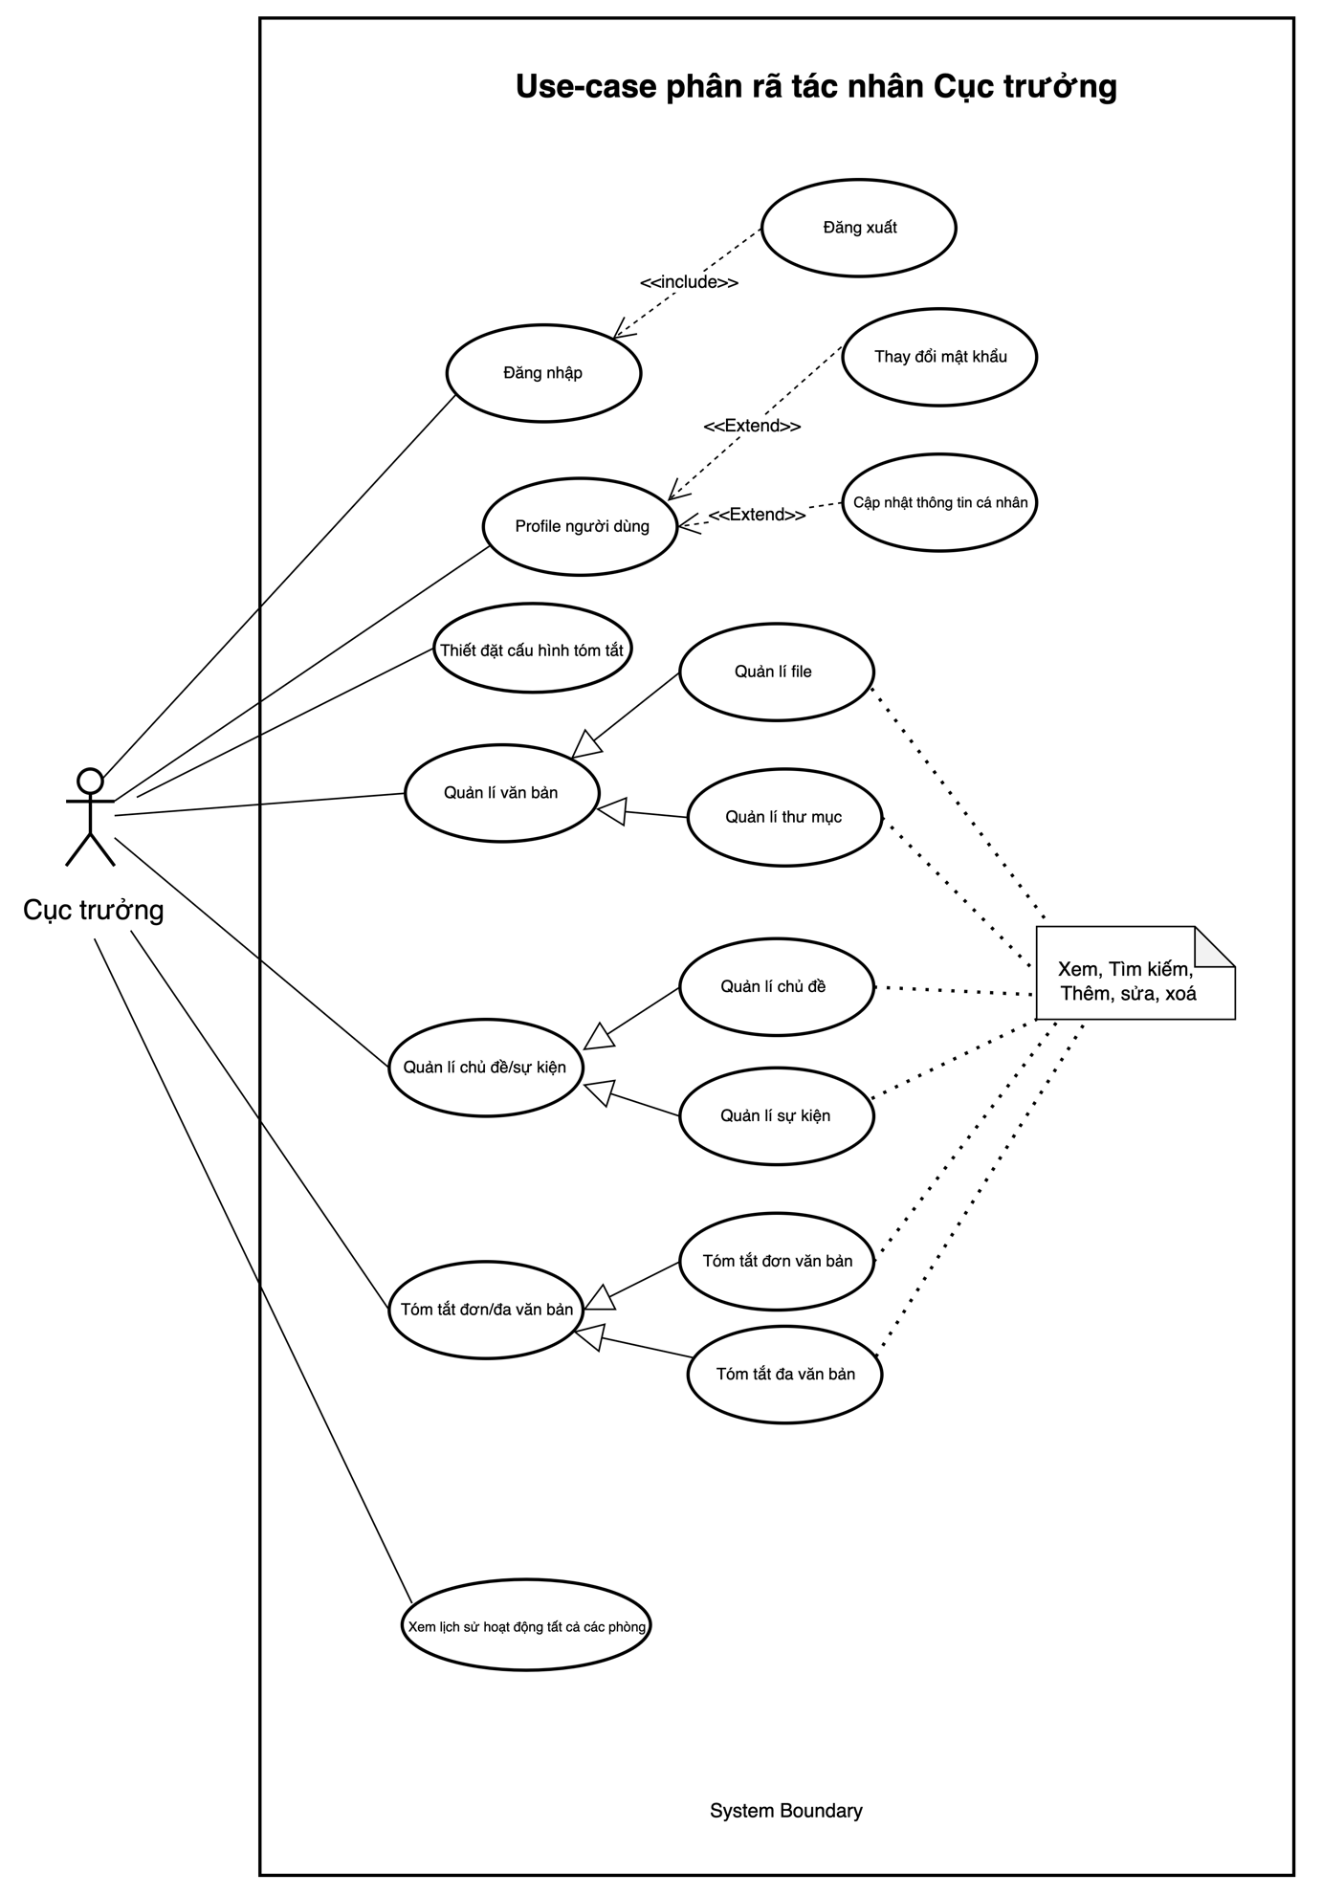 Use-case phân rã tác nhân Cục trưởng
Đăng xuất
<<include>>
Thay đổi mật khẩu
Đăng nhập
<<Extend>>
Cập nhật thông tin cá nhân
<<Extend>>
Profile người dùng
Thiết đặt cấu hình tóm tắt
Quản lí file
Quản lí văn bản
Quản lí thư mục
Cục trưởng
Xem, Tìm kiếm,
Thêm, sửa, xoá
Quản lí chủ đề
Quản lí chủ đề/sự kiện
Quản lí sự kiện
Tóm tắt đơn văn bản
Tóm tắt đơn/đa văn bản
Tóm tắt đa văn bản
Xem lịch sử hoạt động tất cả các phòng
System Boundary